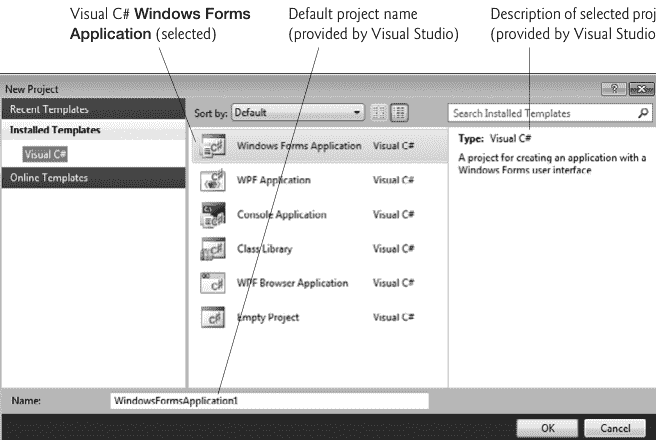 Visual C# Windows Forms
Application (selected)
Default project name
(provided by Visual Studio)
Description of selected proj
(provided by Visual Studio
New Project
Recent Templates
Installed Templates
Visual C#
Online Templates
Sort by: Default
Search Installed Templates
Windows Forms Application Visual C#
WPF Application Visual C#
Console Application Visual C#
Class Library Visual C#
WPF Browser Application Visual C#
Empty Project Visual C#
Type: Visual C#
A project for creating an application with a
Windows Forms user interface
Name: WindowsFormsApplication1
OK Cancel